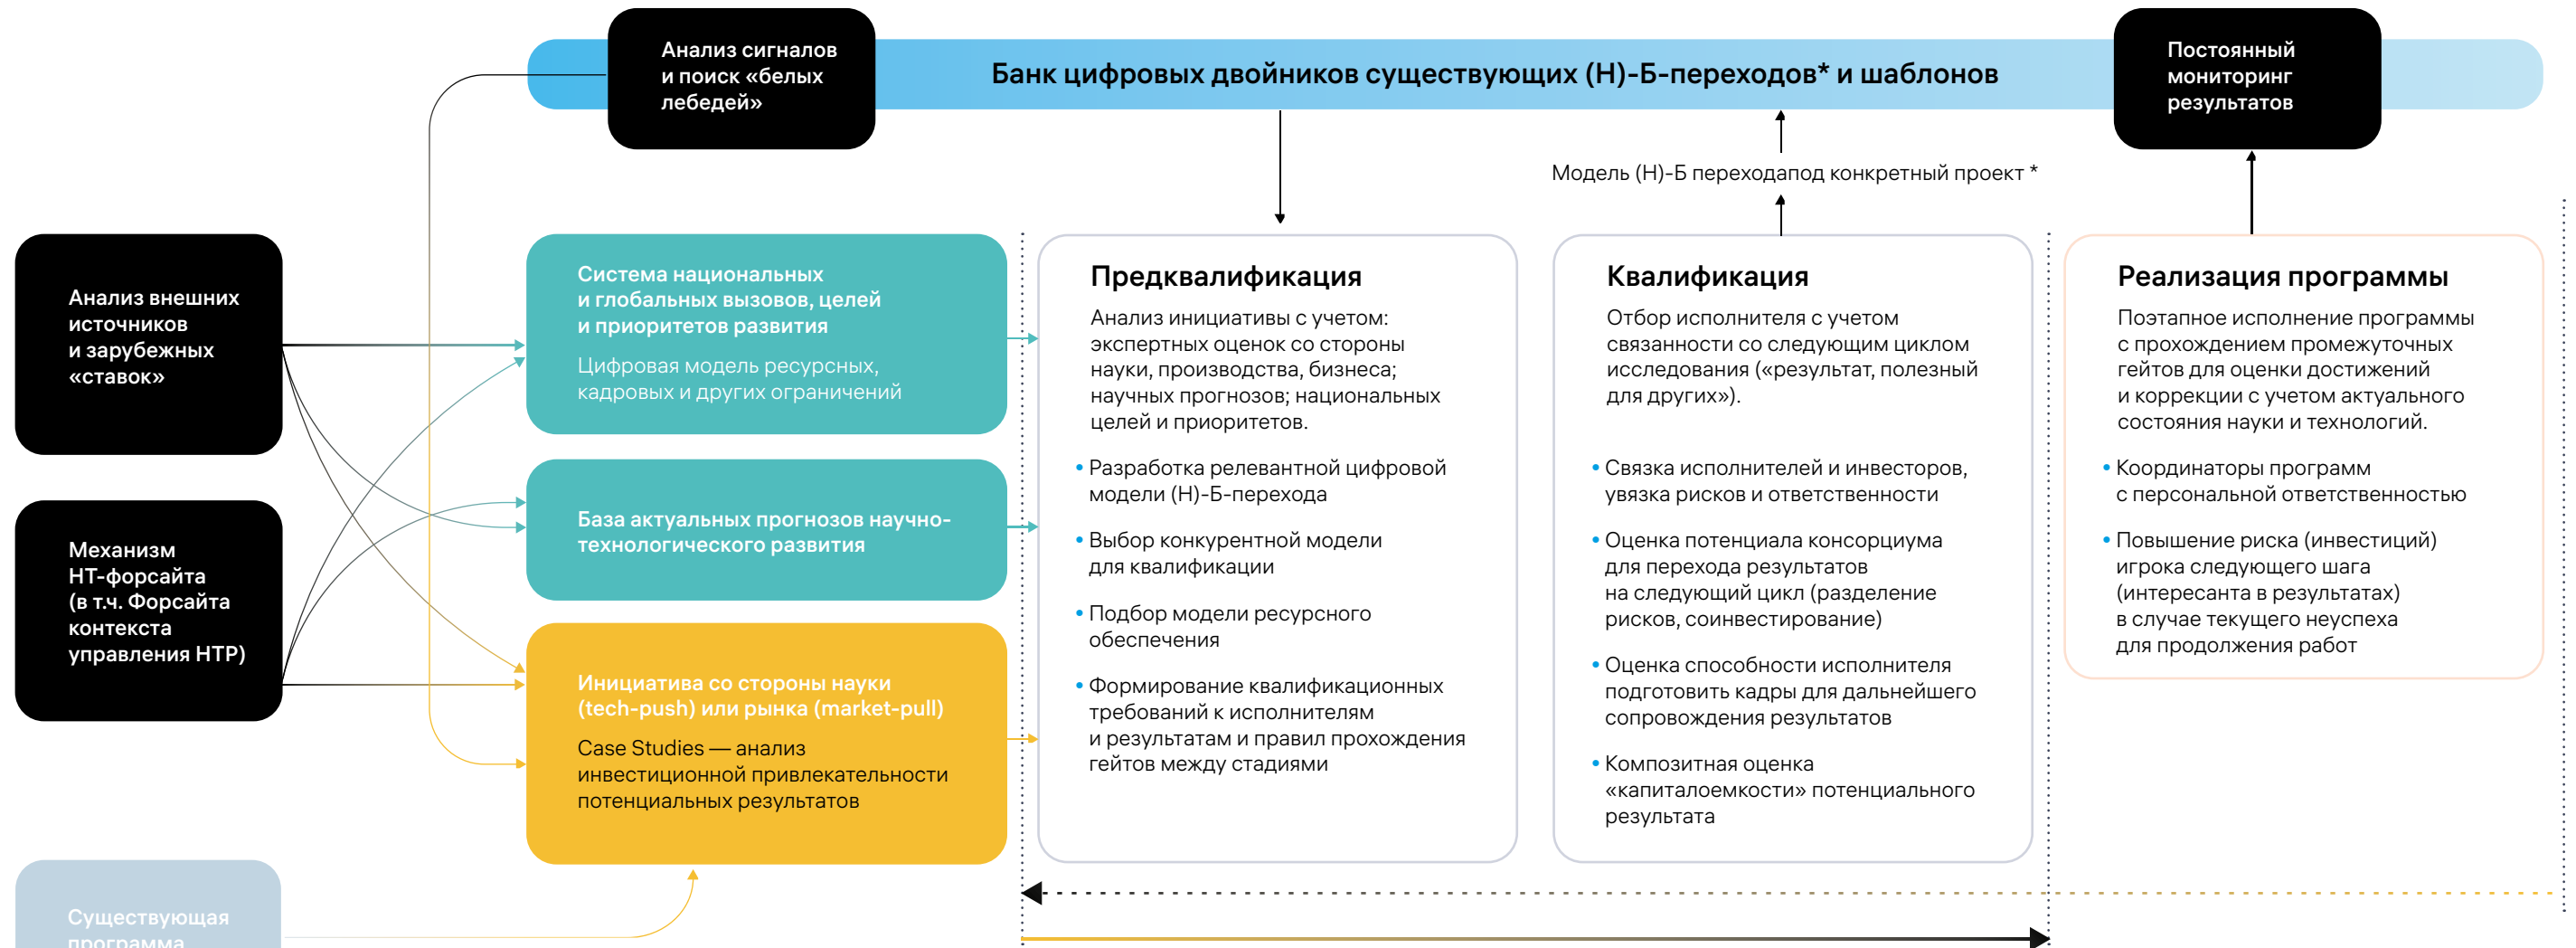 Анализ сигналов
и поиск «белых
лебедей»
Банк цифровых двойников существующих (Н)-Б-переходов* и шаблонов
Постоянный
мониторинг
результатов
Модель (Н)-Б переходапод конкретный проект *
Анализ внешних
источников
и зарубежных
«ставок»
Механизм
НТ-форсайта
(в т.ч. Форсайта
контекста
управления НТР)
Существующая
программа
Система национальных
и глобальных вызовов, целей
и приоритетов развития
Цифровая модель ресурсных,
кадровых и других ограничений
База актуальных прогнозов научно-
технологического развития
Инициатива со стороны науки
(tech-push) или рынка (market-pull)
Case Studies — анализ
инвестиционной привлекательности
потенциальных результатов
Предквалификация
Анализ инициативы с учетом:
экспертных оценок со стороны
науки, производства, бизнеса;
научных прогнозов; национальных
целей и приоритетов.
• Разработка релевантной цифровой
модели (Н)-Б-перехода
• Выбор конкурентной модели
для квалификации
• Подбор модели ресурсного
обеспечения
• Формирование квалификационных
требований к исполнителям
и результатам и правил прохождения
гейтов между стадиями
Квалификация
Отбор исполнителя с учетом
связанности со следующим циклом
исследования («результат, полезный
для других»).
• Связка исполнителей и инвесторов,
увязка рисков и ответственности
• Оценка потенциала консорциума
для перехода результатов
на следующий цикл (разделение
рисков, соинвестирование)
• Оценка способности исполнителя
подготовить кадры для дальнейшего
сопровождения результатов
• Композитная оценка
«капиталоемкости» потенциального
результата
Реализация программы
Поэтапное исполнение программы
с прохождением промежуточных
гейтов для оценки достижений
и коррекции с учетом актуального
состояния науки и технологий.
• Координаторы программ
с персональной ответственностью
• Повышение риска (инвестиций)
игрока следующего шага
(интересанта в результатах)
в случае текущего неуспеха
для продолжения работ